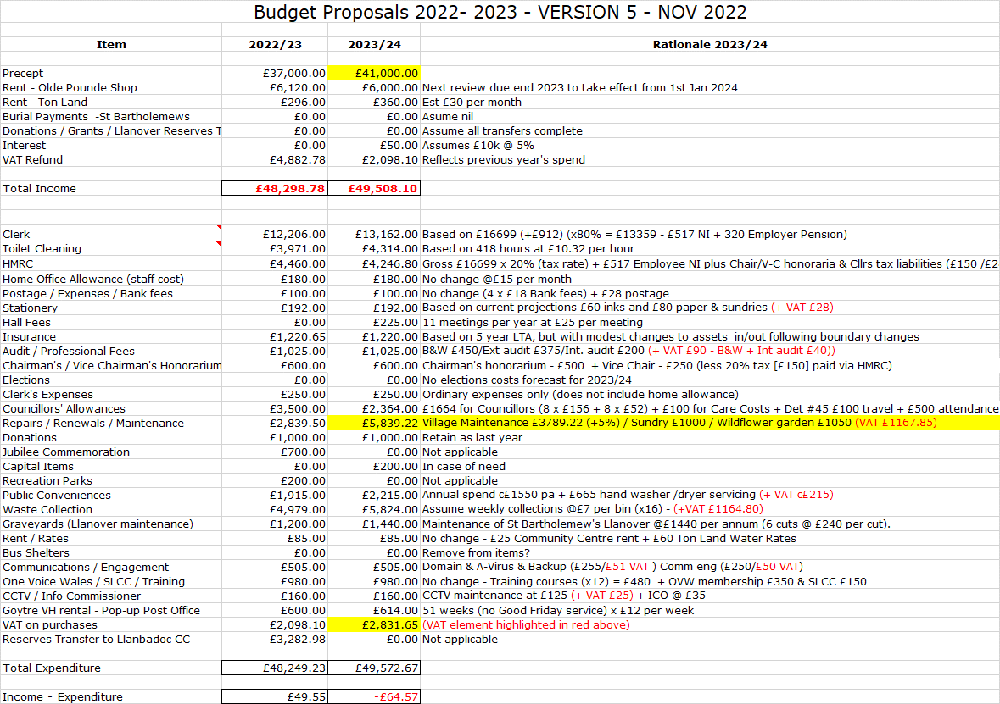 Budget Proposals 2022- 2023 - VERSION 5 - NOV 2022
Item 2022/23 2023/24 Rationale 2023/24
Precept £37,000.00 £41,000.00
Rent - Olde Pounde Shop £6,120.00 £6,000.00 Next review due end 2023 to take effect from 1st Jan 2024
Rent - Ton Land £296.00 £360.00 Est £30 per month
Burial Payments -St Bartholemews £0.00 £0.00 Asume nil
Donations / Grants / Llanover Reserves T £0.00 £0.00 Assume all transfers complete
Interest £0.00 £50.00 Assumes £10k @ 5%
VAT Refund £4,882.78 £2,098.10 Reflects previous year's spend
Total Income £48,298.78 £49,508.10
Clerk £12,206.00 £13,162.00 Based on £16699 (+£912) (x80% = £13359 - £517 NI + 320 Employer Pension)
Toilet Cleaning £3,971.00 £4,314.00 Based on 418 hours at £10.32 per hour
HMRC £4,460.00 £4,246.80 Gross £16699 x 20% (tax rate) + £517 Employee NI plus Chair/V-C honoraria & Cllrs tax liabilities (£150 /£2
Home Office Allowance (staff cost) £180.00 £180.00 No change @£15 per month
Postage / Expenses / Bank fees £100.00 £100.00 No change (4 x £18 Bank fees) + £28 postage
Stationery £192.00 £192.00 Based on current projections £60 inks and £80 paper & sundries (+ VAT £28)
Hall Fees £0.00 £225.00 11 meetings per year at £25 per meeting
Insurance £1,220.65 £1,220.00 Based on 5 year LTA, but with modest changes to assets in/out following boundary changes
Audit / Professional Fees £1,025.00 £1,025.00 B&W £450/Ext audit £375/Int. audit £200 (+ VAT £90 - B&W + Int audit £40))
Chairman's / Vice Chairman's Honorarium £600.00 £600.00 Chairman's honorarium - £500 + Vice Chair - £250 (less 20% tax [£150] paid via HMRC)
Elections £0.00 £0.00 No elections costs forecast for 2023/24
Clerk's Expenses £250.00 £250.00 Ordinary expenses only (does not include home allowance)
Councillors' Allowances £3,500.00 £2,364.00 £1664 for Councillors (8 x £156 + 8 x £52) + £100 for Care Costs + Det #45 £100 travel + £500 attendance
Repairs / Renewals / Maintenance £2,839.50 £5,839.22 Village Maintenance £3789.22 (+5%) / Sundry £1000 / Wildflower garden £1050 (VAT £1167.85)
Donations £1,000.00 £1,000.00 Retain as last year
Jubilee Commemoration £700.00 £0.00 Not applicable
Capital Items £0.00 £200.00 In case of need
Recreation Parks £200.00 £0.00 Not applicable
Public Conveniences £1,915.00 £2,215.00 Annual spend c£1550 pa + £665 hand washer /dryer servicing (+ VAT c£215)
Waste Collection £4,979.00 £5,824.00 Assume weekly collections @£7 per bin (x16) - (+VAT £1164.80)
Graveyards (Llanover maintenance) £1,200.00 £1,440.00 Maintenance of St Bartholemew's Llanover @£1440 per annum (6 cuts @ £240 per cut).
Rent / Rates £85.00 £85.00 No change - £25 Community Centre rent + £60 Ton Land Water Rates
Bus Shelters £0.00 £0.00 Remove from items?
Communications / Engagement £505.00 £505.00 Domain & A-Virus & Backup (£255/£51 VAT ) Comm eng (£250/£50 VAT)
One Voice Wales / SLCC / Training £980.00 £980.00 No change - Training courses (x12) = £480 + OVW membership £350 & SLCC £150
CCTV / Info Commissioner £160.00 £160.00 CCTV maintenance at £125 (+ VAT £25) + ICO @ £35
Goytre VH rental - Pop-up Post Office £600.00 £614.00 51 weeks (no Good Friday service) x £12 per week
VAT on purchases £2,098.10 £2,831.65 (VAT element highlighted in red above)
Reserves Transfer to Llanbadoc CC £3,282.98 £0.00 Not applicable
Total Expenditure £48,249.23 £49,572.67
Income - Expenditure £49.55 -£64.57